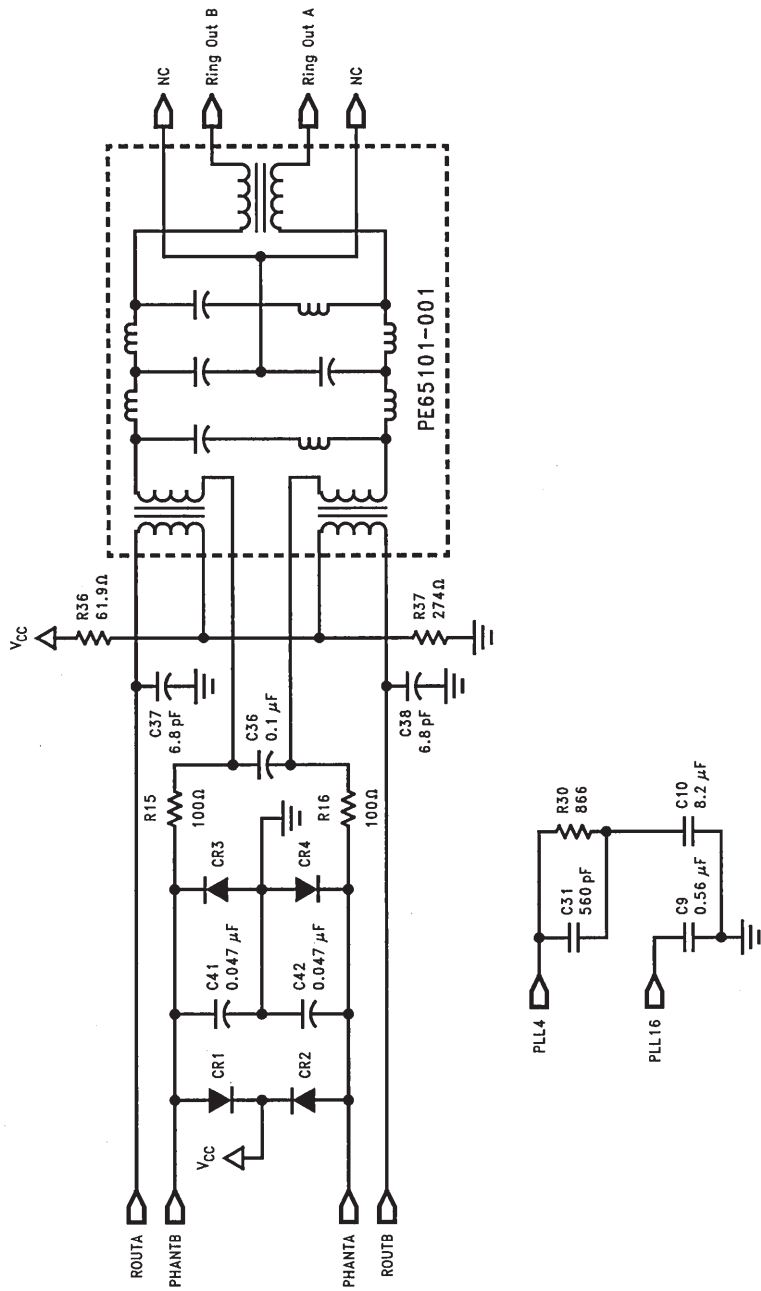 NC
Ring Out B
Ring Out A
NC
PE65101-001
VCC
R36
61.9Ω
R37
274Ω
C37
6.8 pF
C38
6.8 pF
C36
0.1 μF
R15
100Ω
R16
100Ω
CR3
CR4
C41
0.047 μF
C42
0.047 μF
CR1
CR2
VCC
ROUTA
PHANTB
PHANTA
ROUTB
R30
866
C31
560 pF
C10
8.2 μF
C9
0.56 μF
PLL4
PLL16